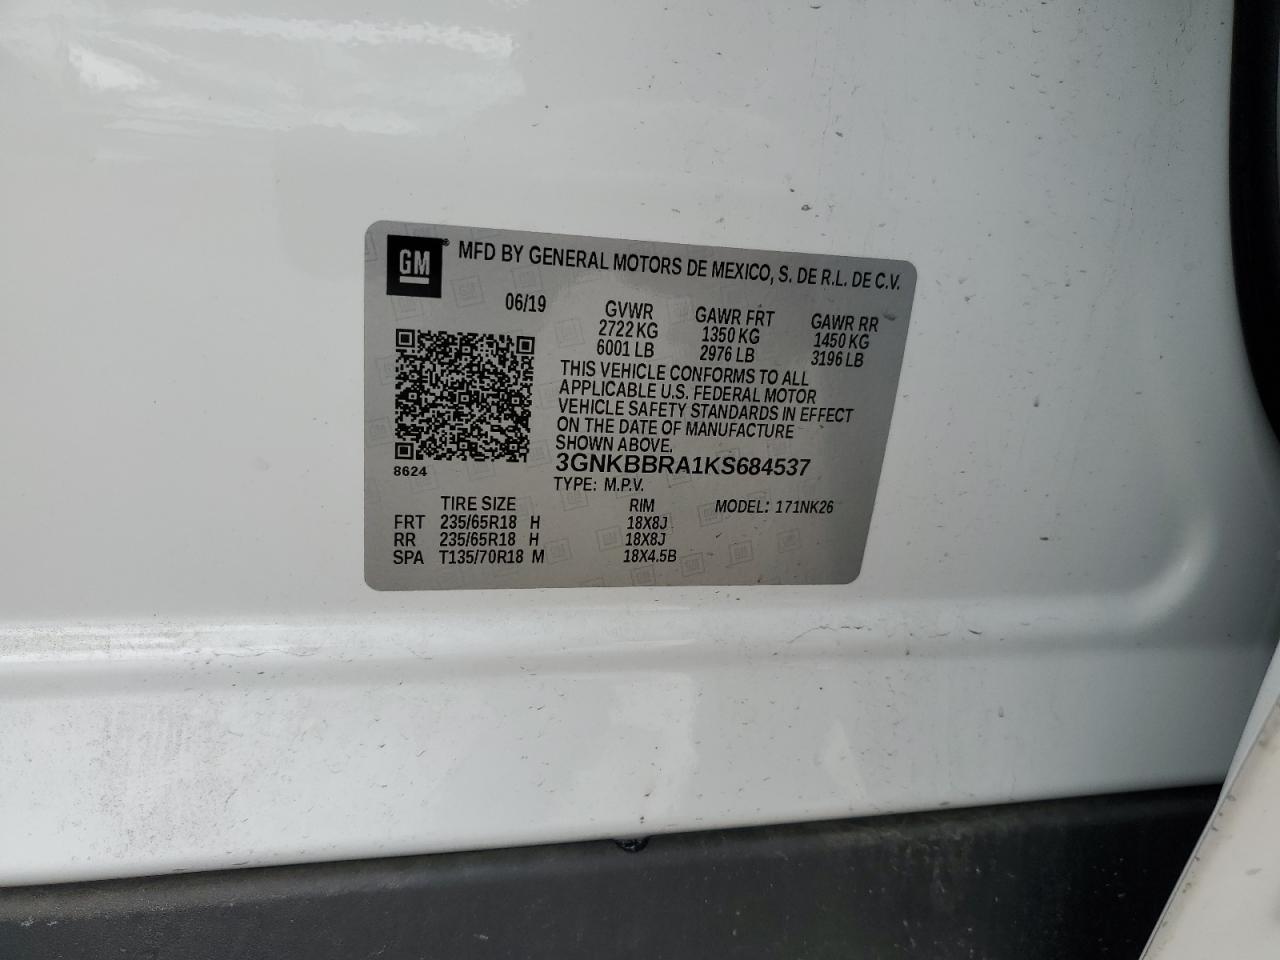 GM® MFD BY GENERAL MOTORS DE MEXICO, S. DE R.L. DE C.V.
06/19 GVWR GAWR FRT GAWR RR
2722 KG 1350 KG 1450 KG
6001 LB 2976 LB 3196 LB
THIS VEHICLE CONFORMS TO ALL
APPLICABLE U.S. FEDERAL MOTOR
VEHICLE SAFETY STANDARDS IN EFFECT
ON THE DATE OF MANUFACTURE
SHOWN ABOVE.
8624 3GNKBBRA1KS684537
TYPE: M.P.V.
TIRE SIZE RIM MODEL: 171NK26
FRT 235/65R18 H 18X8J
RR 235/65R18 H 18X8J
SPA T135/70R18 M 18X4.5B